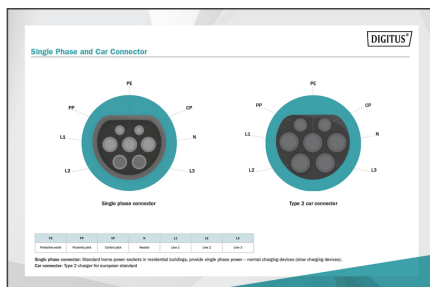 DIGITUS®
Single Phase and Car Connector
PE
PP
CP
L1
N
L2
L3
Single phase connector
PE
PP
CP
L1
N
L2
L3
Type 2 car connector
PE PP CP N L1 L2 L3
Protective earth Proximity pilot Control pilot Neutral Line 1 Line 2 Line 3
Single phase connector: Standard home power sockets in residential buildings, provide single phase power – normal charging devices (slow charging devices).
Car connector: Type 2 charger for european standard